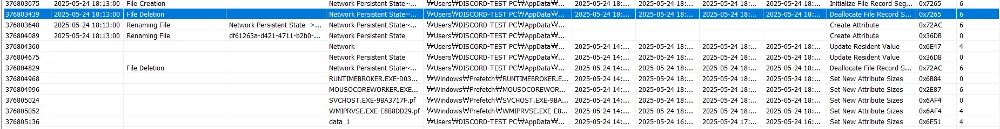 376803075 2025-05-24 18:13:00 File Creation Network Persistent State~... ₩Users₩DISCORD-TEST PC₩AppData₩... 2025-05-24 18:... 2025-05-24 18:... 2025-05-24 18:... 2025-05-24 18:... Initialize File Record Seg... 0x7265 6
376803439 2025-05-24 18:13:00 File Deletion Network Persistent State~... ₩Users₩DISCORD-TEST PC₩AppData₩... 2025-05-24 18:... 2025-05-24 18:... 2025-05-24 18:... 2025-05-24 18:... Deallocate File Record S... 0x7265 6
376803648 2025-05-24 18:13:00 Renaming File Network Persistent State ->... Network Persistent State~... ₩Users₩DISCORD-TEST PC₩AppData₩... Create Attribute 0x72AC 6
376804089 2025-05-24 18:13:00 Renaming File df61263a-d421-4711-b2b0-... Network Persistent State ₩Users₩DISCORD-TEST PC₩AppData₩... Create Attribute 0x36DB 0
376804360 Network ₩Users₩DISCORD-TEST PC₩AppData₩... 2025-05-24 14:... 2025-05-24 18:... 2025-05-24 18:... 2025-05-24 18:... Update Resident Value 0x6E47 4
376804675 Network Persistent State ₩Users₩DISCORD-TEST PC₩AppData₩... 2025-05-24 14:... 2025-05-24 18:... 2025-05-24 18:... 2025-05-24 18:... Update Resident Value 0x36DB 0
376804829 File Deletion Network Persistent State~... ₩Users₩DISCORD-TEST PC₩AppData₩... 2025-05-24 14:... 2025-05-24 18:... 2025-05-24 18:... 2025-05-24 18:... Deallocate File Record S... 0x72AC 6
376804968 RUNTIMEBROKER.EXE-D03... ₩Windows₩Prefetch₩RUNTIMEBROKER.E... 2025-05-24 18:... 2025-05-24 18:... 2025-05-24 18:... 2025-05-24 18:... Set New Attribute Sizes 0x6B84 0
376804996 MOUSOCOREWORKER.EXE... ₩Windows₩Prefetch₩MOUSOCOREWOR... 2025-05-24 14:... 2025-05-24 18:... 2025-05-24 18:... 2025-05-24 18:... Set New Attribute Sizes 0x2E87 6
376805024 SVCHOST.EXE-9BA3717F.pf ₩Windows₩Prefetch₩SVCHOST.EXE-9BA... 2025-05-24 18:... 2025-05-24 18:... 2025-05-24 18:... 2025-05-24 18:... Set New Attribute Sizes 0x6AF4 0
376805052 WMIPRVSE.EXE-E8B8DD29.pf ₩Windows₩Prefetch₩WMIPRVSE.EXE-E8... 2025-05-24 14:... 2025-05-24 18:... 2025-05-24 18:... 2025-05-24 18:... Set New Attribute Sizes 0x6AF4 4
376805136 data_1 ₩Users₩DISCORD-TEST PC₩AppData₩... 2025-05-24 16:... 2025-05-24 17:... 2025-05-24 17:... 2025-05-24 16:... Set New Attribute Sizes 0x6E51 4